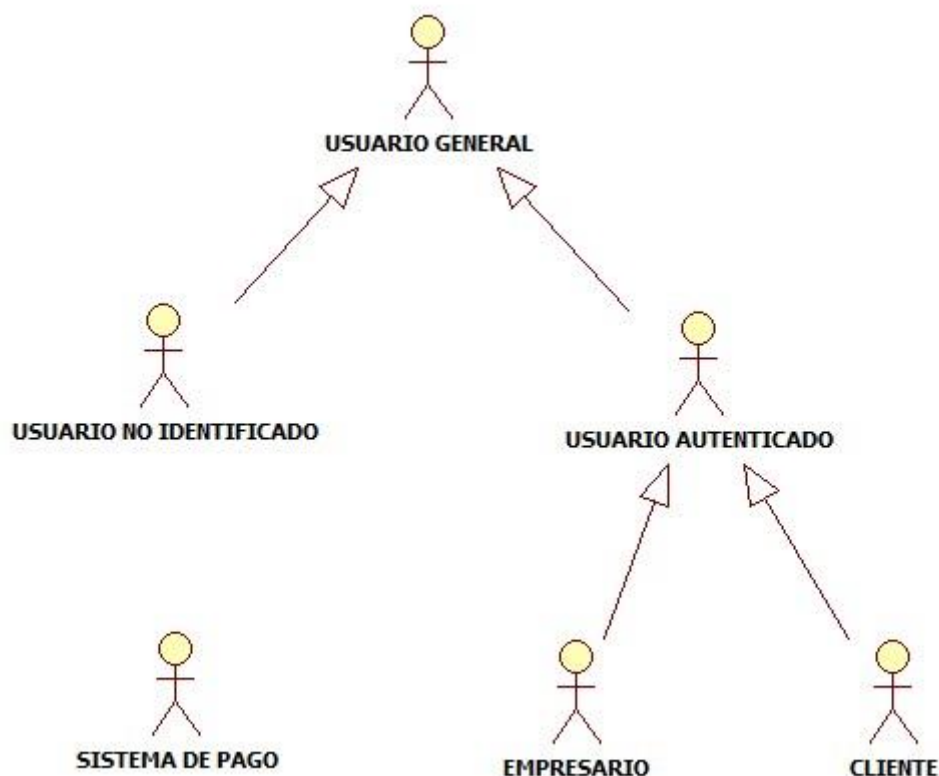 USUARIO GENERAL
USUARIO NO IDENTIFICADO
USUARIO AUTENTICADO
SISTEMA DE PAGO
EMPRESARIO
CLIENTE